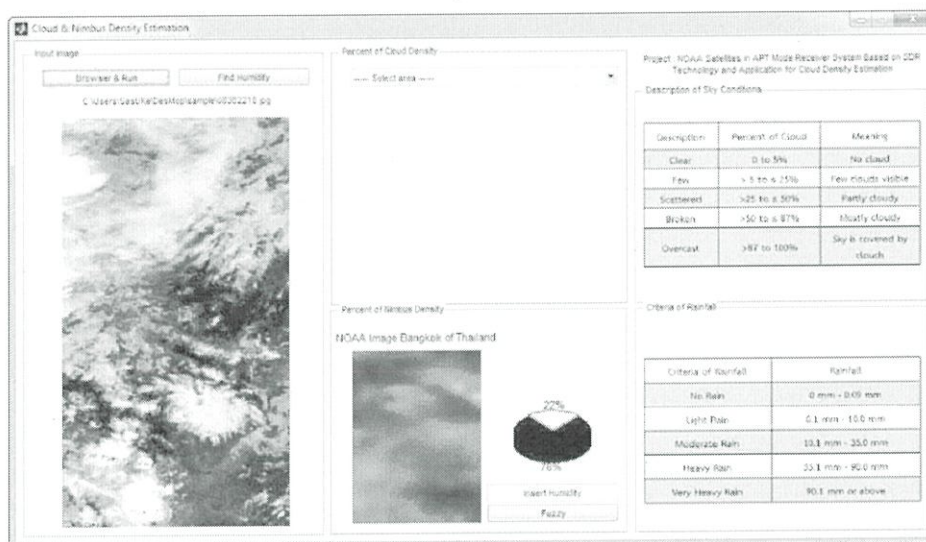 Cloud & Nimbus Density Estimation
Input Image
Browser & Run
Find Humidity
Percent of Cloud Density
---- Select area ----
Project : NOAA Satellites in APT Mode Receiver System Based on SDR
Technology and Application for Cloud Density Estimation
Description of Sky Conditions
Description Percent of Cloud Meaning
Clear 0 to 5% No cloud
Few > 5 to ≤ 25% Few clouds visible
Scattered >25 to ≤ 50% Partly cloudy
Broken >50 to ≤ 87% Mostly cloudy
Overcast >87 to 100% Sky is covered by
clouds
Percent of Nimbus Density
NOAA Image Bangkok of Thailand
22%
78%
Insert Humidity
Fuzzy
Criteria of Rainfall
Criteria of Rainfall Rainfall
No Rain 0 mm - 0.09 mm
Light Rain 0.1 mm - 10.0 mm
Moderate Rain 10.1 mm - 35.0 mm
Heavy Rain 35.1 mm - 90.0 mm
Very Heavy Rain 90.1 mm or above